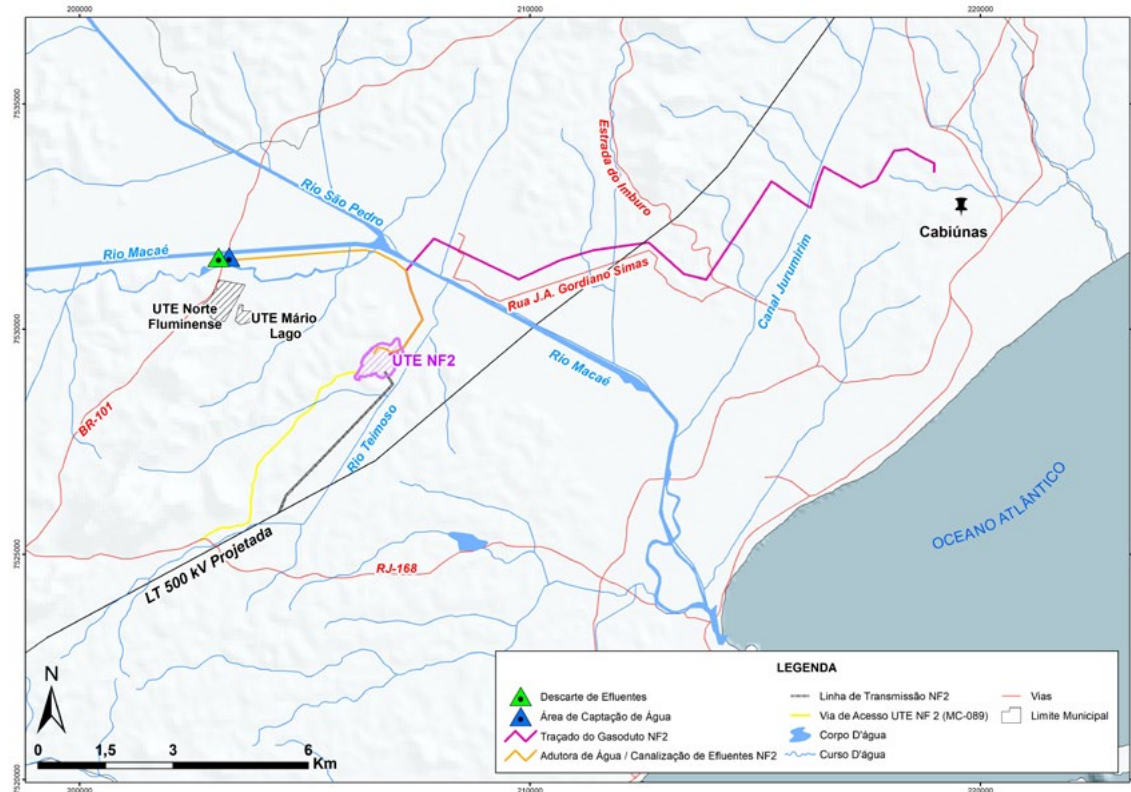 200000
210000
220000
7535000
Estrada do Imburo
Rio São Pedro
Rio Macaé
Cabiúnas
Canal Jurumirim
Rua J.A. Gordiano Simas
UTE Norte
Fluminense
UTE Mário
Lago
7530000
UTE NF2
Rio Macaé
BR-101
Rio Teimoso
OCEANO ATLÂNTICO
7525000
LT 500 kV Projetada
RJ-168
N
0 1,5 3 6
Km
LEGENDA
Descarte de Efluentes
Área de Captação de Água
Traçado do Gasoduto NF2
Adutora de Água / Canalização de Efluentes NF2
Linha de Transmissão NF2
Via de Acesso UTE NF 2 (MC-089)
Corpo D'água
Curso D'água
Vias
Limite Municipal
7520000
200000
210000
220000